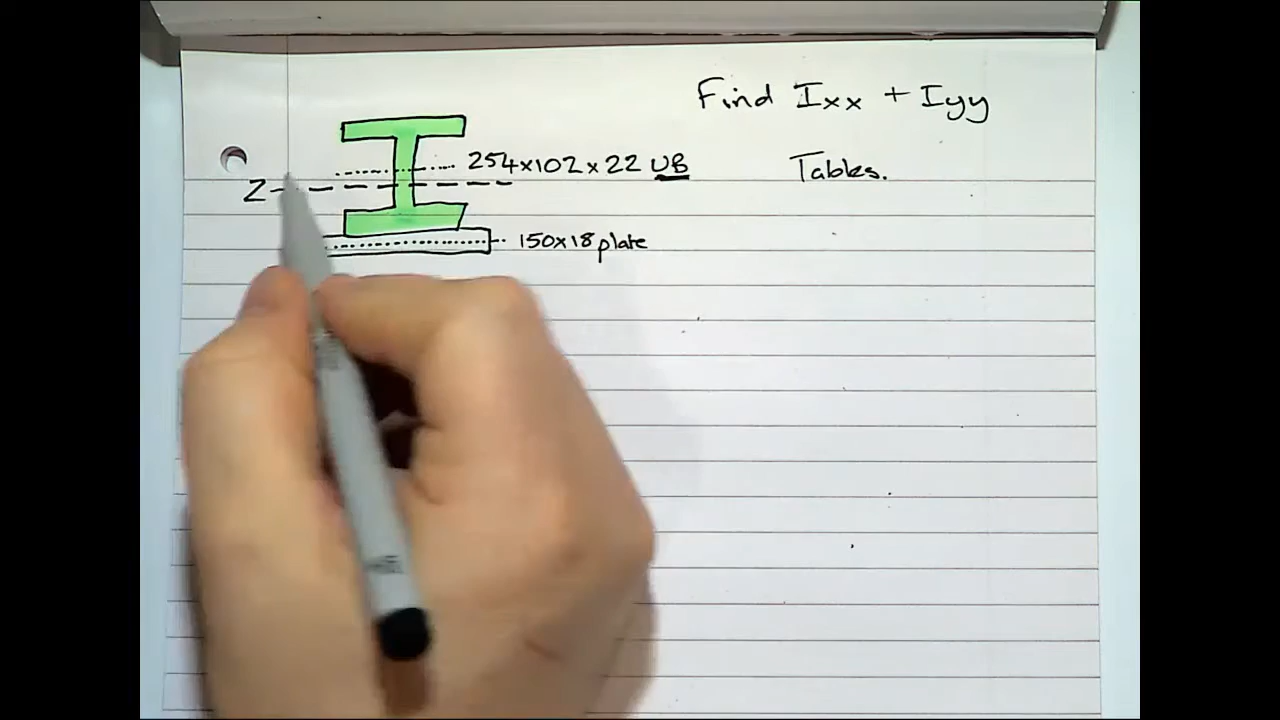 Find Ixx + Iyy
254x102x22 UB
Tables.
Z
150x18 plate